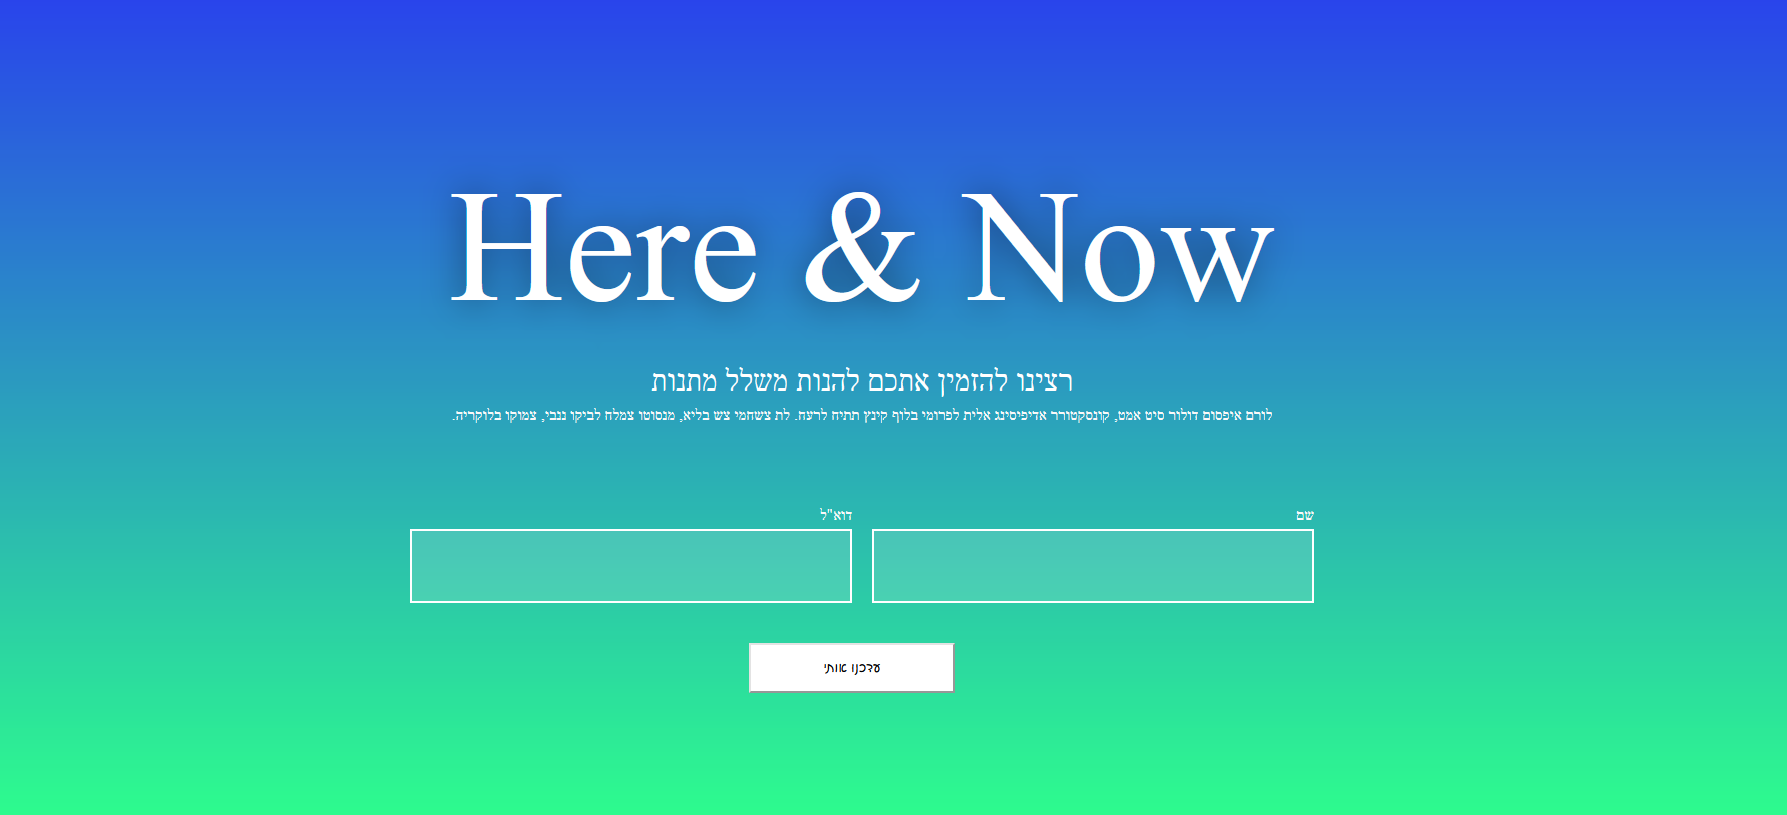 Here & Now
רצינו להזמין אתכם להנות משלל מתנות
לורם איפסום דולור סיט אמט, קונסקטורר אדיפיסינג אלית לפרומי בלוף קינץ תתיח לרעח. לת צשחמי צש בליא, מנסוטו צמלח לביקו ננבי, צמוקו בלוקריה.
שם
דוא"ל
עדכנו אותי